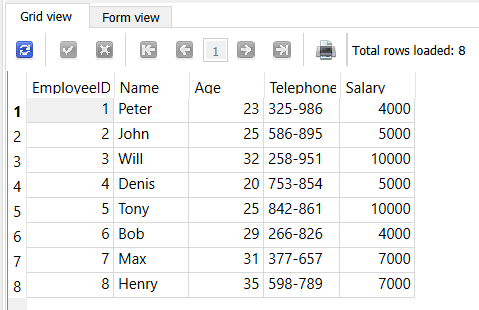 Grid view Form view
1 Total rows loaded: 8
EmployeeID Name Age Telephone Salary
1 1 Peter 23 325-986 4000
2 2 John 25 586-895 5000
3 3 Will 32 258-951 10000
4 4 Denis 20 753-854 5000
5 5 Tony 25 842-861 10000
6 6 Bob 29 266-826 4000
7 7 Max 31 377-657 7000
8 8 Henry 35 598-789 7000